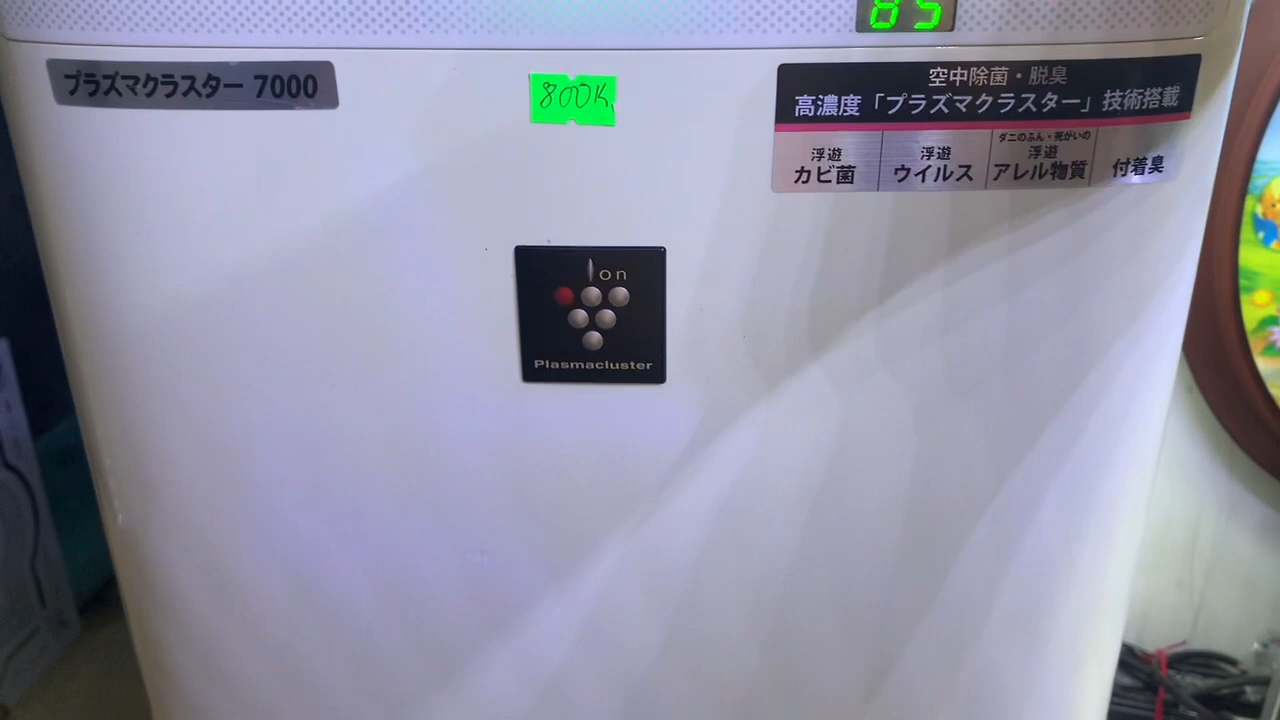 85
プラズマクラスター 7000
800K
空中除菌・脱臭
高濃度「プラズマクラスター」技術搭載
浮遊
カビ菌
浮遊
ウイルス
ダニのふん・死がいの
浮遊
アレル物質
付着臭
Ion
Plasmacluster